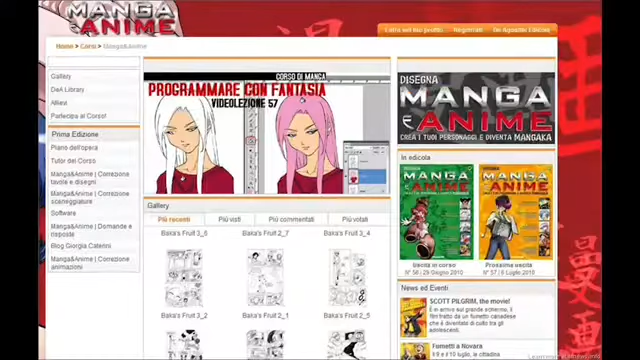 MANGA
E ANIME
Entra nel tuo profilo
Registrati
De Agostini Edicola
Home > Corsi > Manga&Anime
Gallery
DeA Library
Allievi
Partecipa al Corso!
Prima Edizione
Piano dell'opera
Tutor del Corso
Manga&Anime | Correzione
tavole e disegni
Manga&Anime | Correzione
sceneggiature
Software
Manga&Anime | Domande e
risposte
Blog Giorgia Caterini
Manga&Anime | Correzione
animazioni
CORSO DI MANGA
PROGRAMMARE CON FANTASIA
VIDEOLEZIONE 57
Gallery
Più recenti
Più visti
Più commentati
Più votati
Baka's Fruit 3_6
Baka's Fruit 2_7
Baka's Fruit 3_4
Baka's Fruit 3_2
Baka's Fruit 2_1
Baka's Fruit 2_5
DISEGNA
MANGA
E ANIME
CREA I TUOI PERSONAGGI E DIVENTA MANGAKA
In edicola
MANGA
E ANIME
MANGA
E ANIME
Uscita in corso
N° 56 | 29 Giugno 2010
Prossima uscita
N° 57 | 6 Luglio 2010
News ed Eventi
SCOTT PILGRIM, the movie!
È in arrivo sul grande schermo, il
film tratto da un fumetto canadese
che è diventato di culto tra gli
adolescenti.
Fumetti a Novara
Il 9 e il 10 luglio, la cittadina
漫